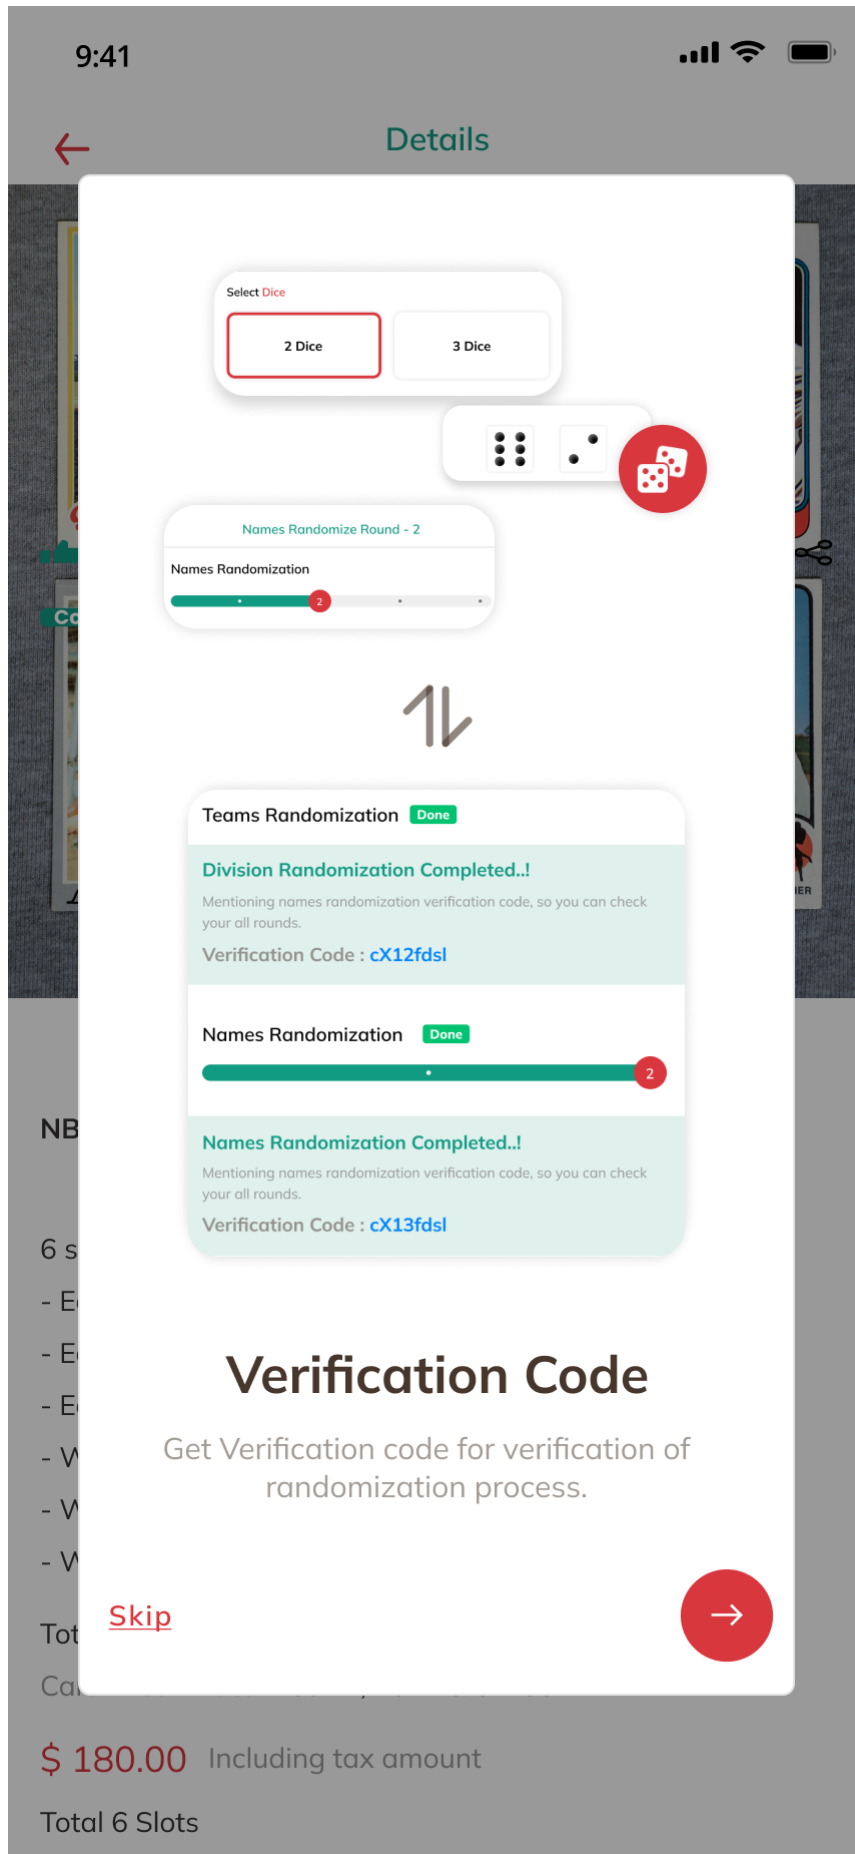 9:41
Details
Select Dice
2 Dice
3 Dice
Names Randomize Round - 2
Names Randomization
2
Teams Randomization Done
Division Randomization Completed..!
Mentioning names randomization verification code, so you can check
your all rounds.
Verification Code : cX12fdsl
Names Randomization Done
2
Names Randomization Completed..!
Mentioning names randomization verification code, so you can check
your all rounds.
Verification Code : cX13fdsl
Verification Code
Get Verification code for verification of
randomization process.
Skip
$ 180.00 Including tax amount
Total 6 Slots